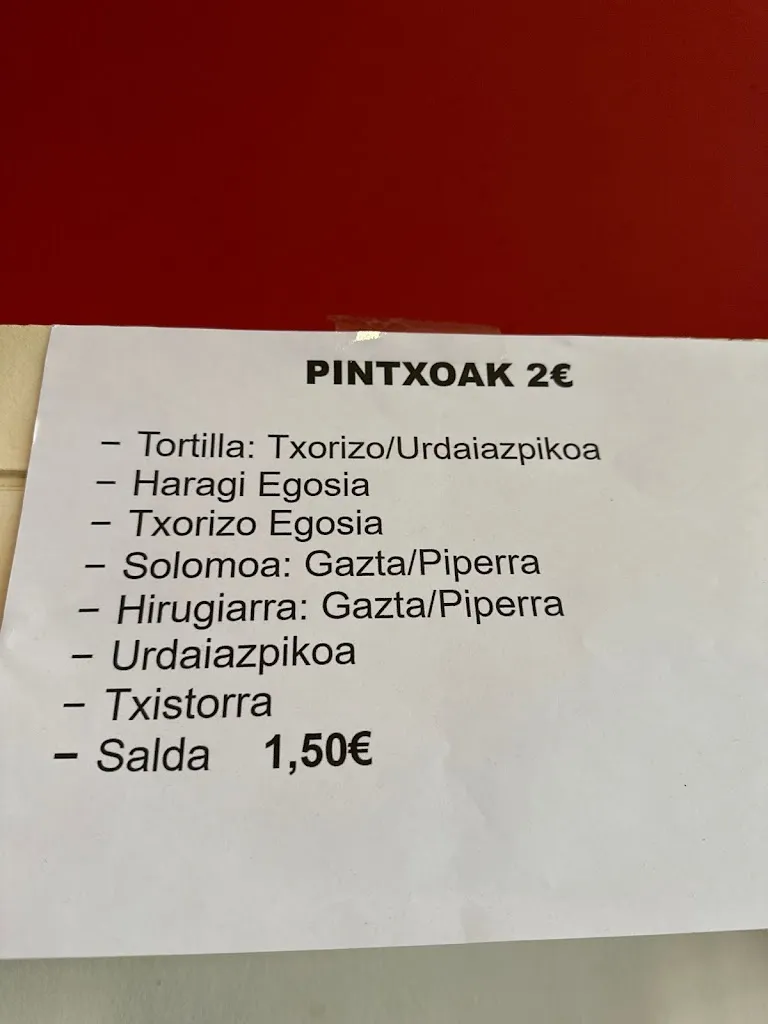 PINTXOAK 2€
– Tortilla: Txorizo/Urdaiazpikoa
– Haragi Egosia
– Txorizo Egosia
– Solomoa: Gazta/Piperra
– Hirugiarra: Gazta/Piperra
– Urdaiazpikoa
– Txistorra
– Salda 1,50€